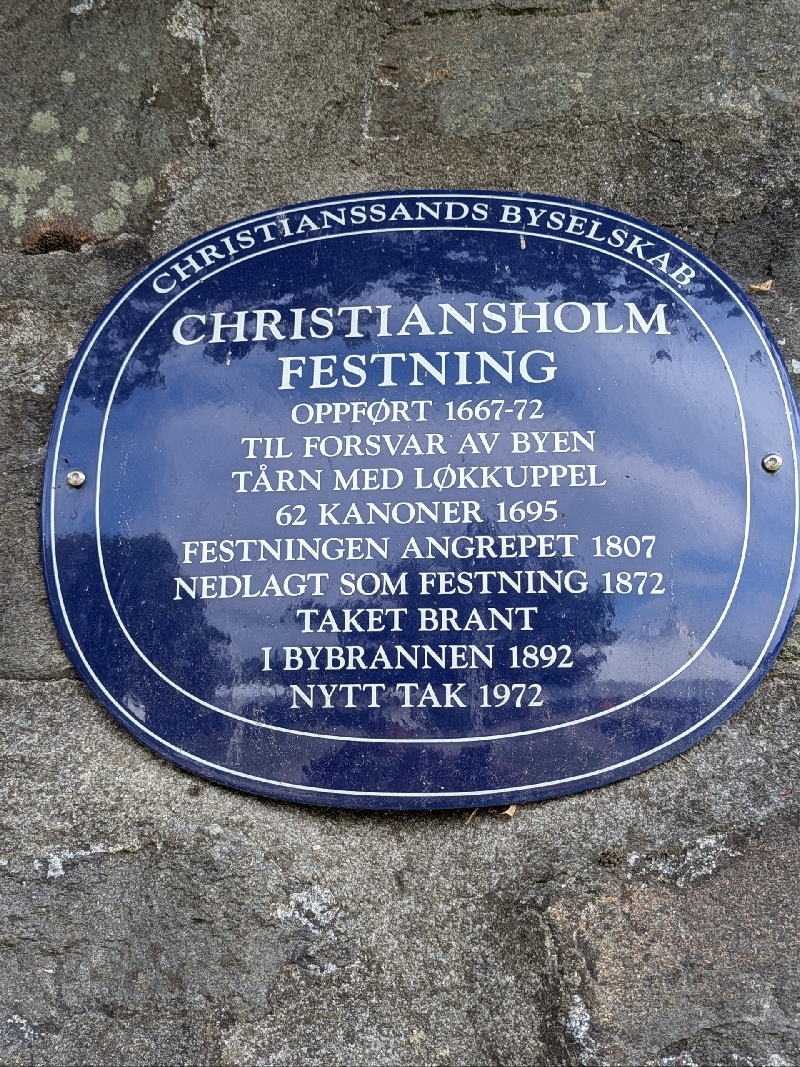 CHRISTIANSSANDS BYSELSKAB
CHRISTIANSHOLM
FESTNING
OPPFØRT 1667-72
TIL FORSVAR AV BYEN
TÅRN MED LØKKUPPEL
62 KANONER 1695
FESTNINGEN ANGREPET 1807
NEDLAGT SOM FESTNING 1872
TAKET BRANT
I BYBRANNEN 1892
NYTT TAK 1972